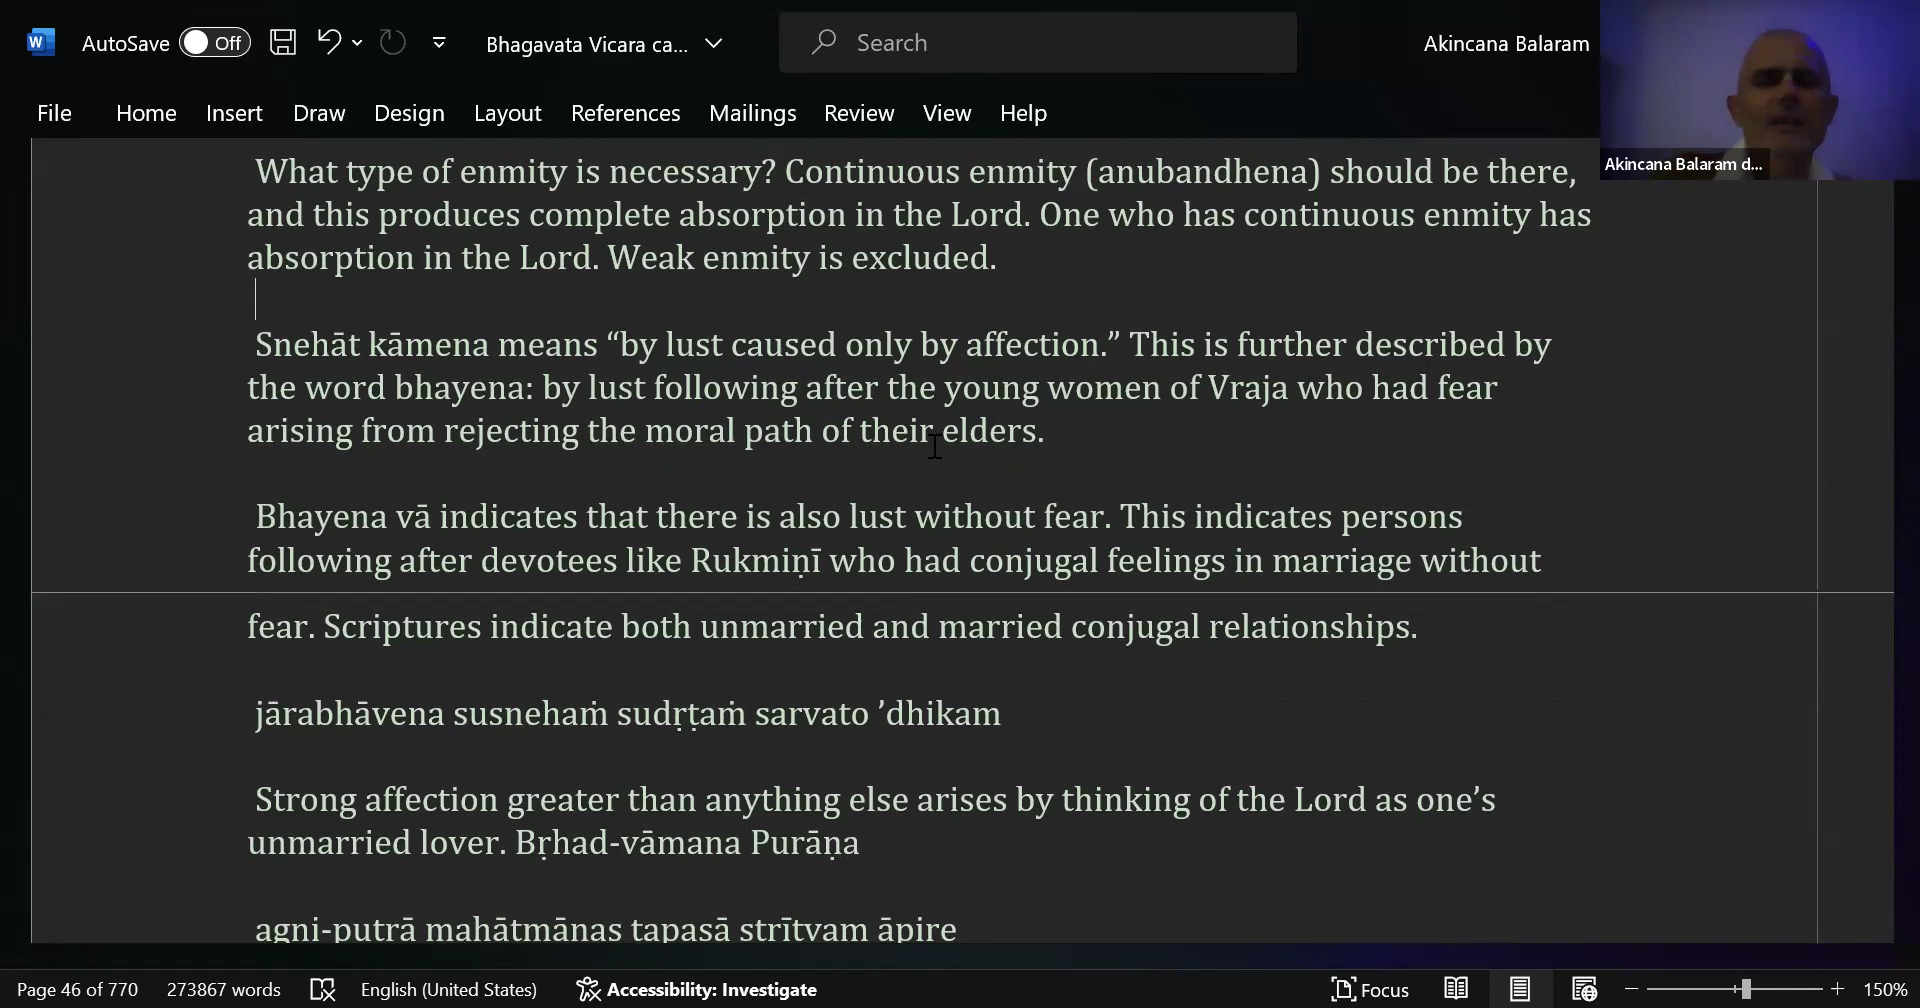 AutoSave Off Bhagavata Vicara ca... Search Akincana Balaram
File Home Insert Draw Design Layout References Mailings Review View Help
Akincana Balaram d...
What type of enmity is necessary? Continuous enmity (anubandhena) should be there,
and this produces complete absorption in the Lord. One who has continuous enmity has
absorption in the Lord. Weak enmity is excluded.
Snehāt kāmena means “by lust caused only by affection.” This is further described by
the word bhayena: by lust following after the young women of Vraja who had fear
arising from rejecting the moral path of their elders.
Bhayena vā indicates that there is also lust without fear. This indicates persons
following after devotees like Rukmiṇī who had conjugal feelings in marriage without
fear. Scriptures indicate both unmarried and married conjugal relationships.
jārabhāvena susnehaṁ sudṛṭaṁ sarvato ’dhikam
Strong affection greater than anything else arises by thinking of the Lord as one’s
unmarried lover. Bṛhad-vāmana Purāṇa
agni-putrā mahātmānas tapasā strītvam āpire
Page 46 of 770 273867 words English (United States) Accessibility: Investigate Focus 150%